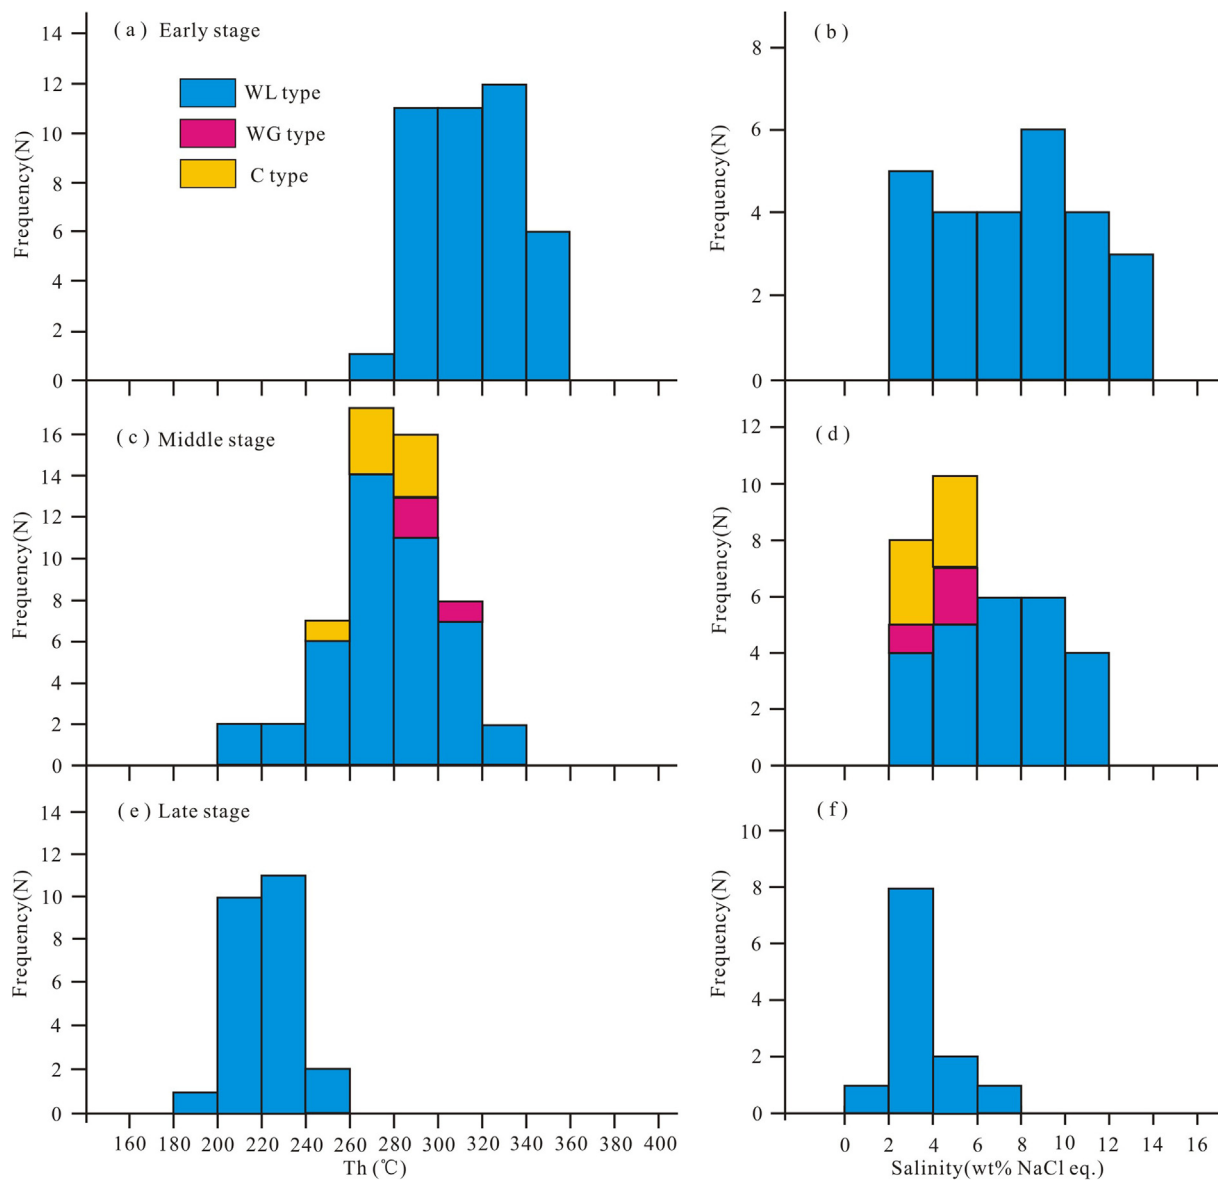 ( a ) Early stage
WL type
WG type
C type
Frequency(N)
14
12
10
8
6
4
2
0
( b )
Frequency(N)
8
6
4
2
0
( c ) Middle stage
Frequency(N)
16
14
12
10
8
6
4
2
0
( d )
Frequency(N)
12
10
8
6
4
2
0
( e ) Late stage
Frequency(N)
14
12
10
8
6
4
2
0
160 180 200 220 240 260 280 300 320 340 360 380 400
Th (℃)
( f )
Frequency(N)
10
8
6
4
2
0
0 2 4 6 8 10 12 14 16
Salinity(wt% NaCl eq.)